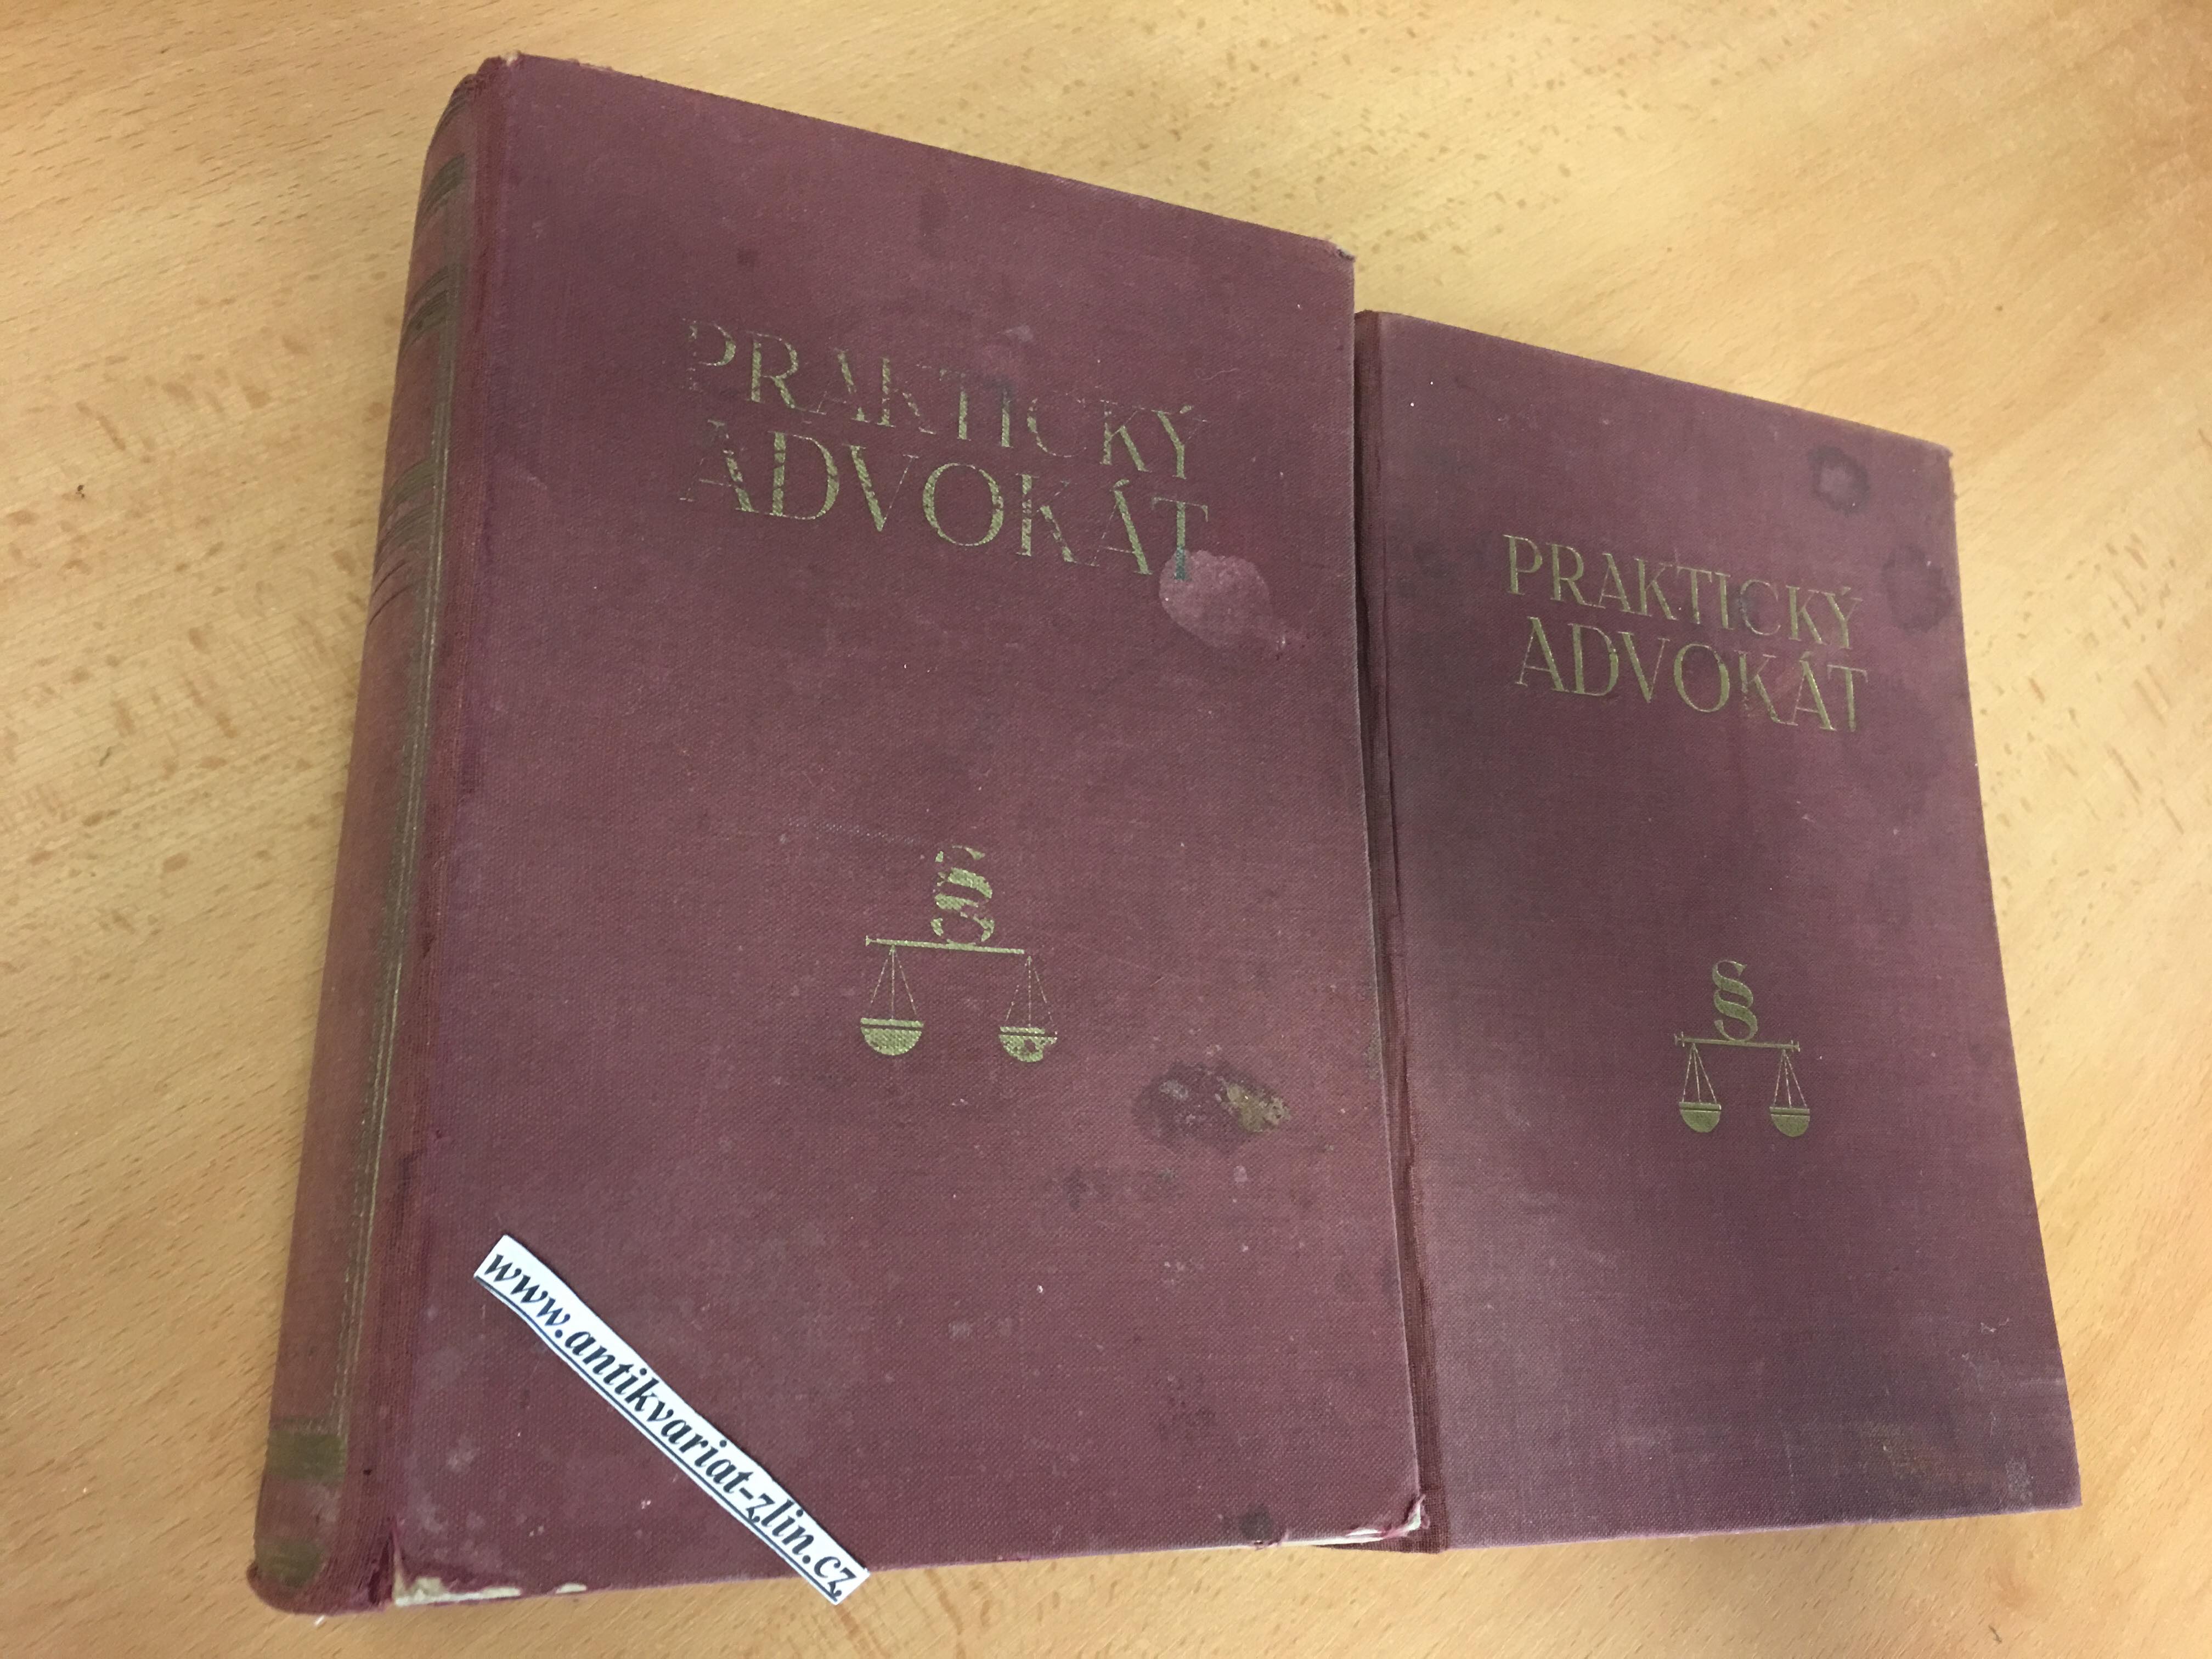 PRAKTICKÝ
ADVOKÁT
§
www.antikvariat-zlin.cz
PRAKTICKÝ
ADVOKÁT
§